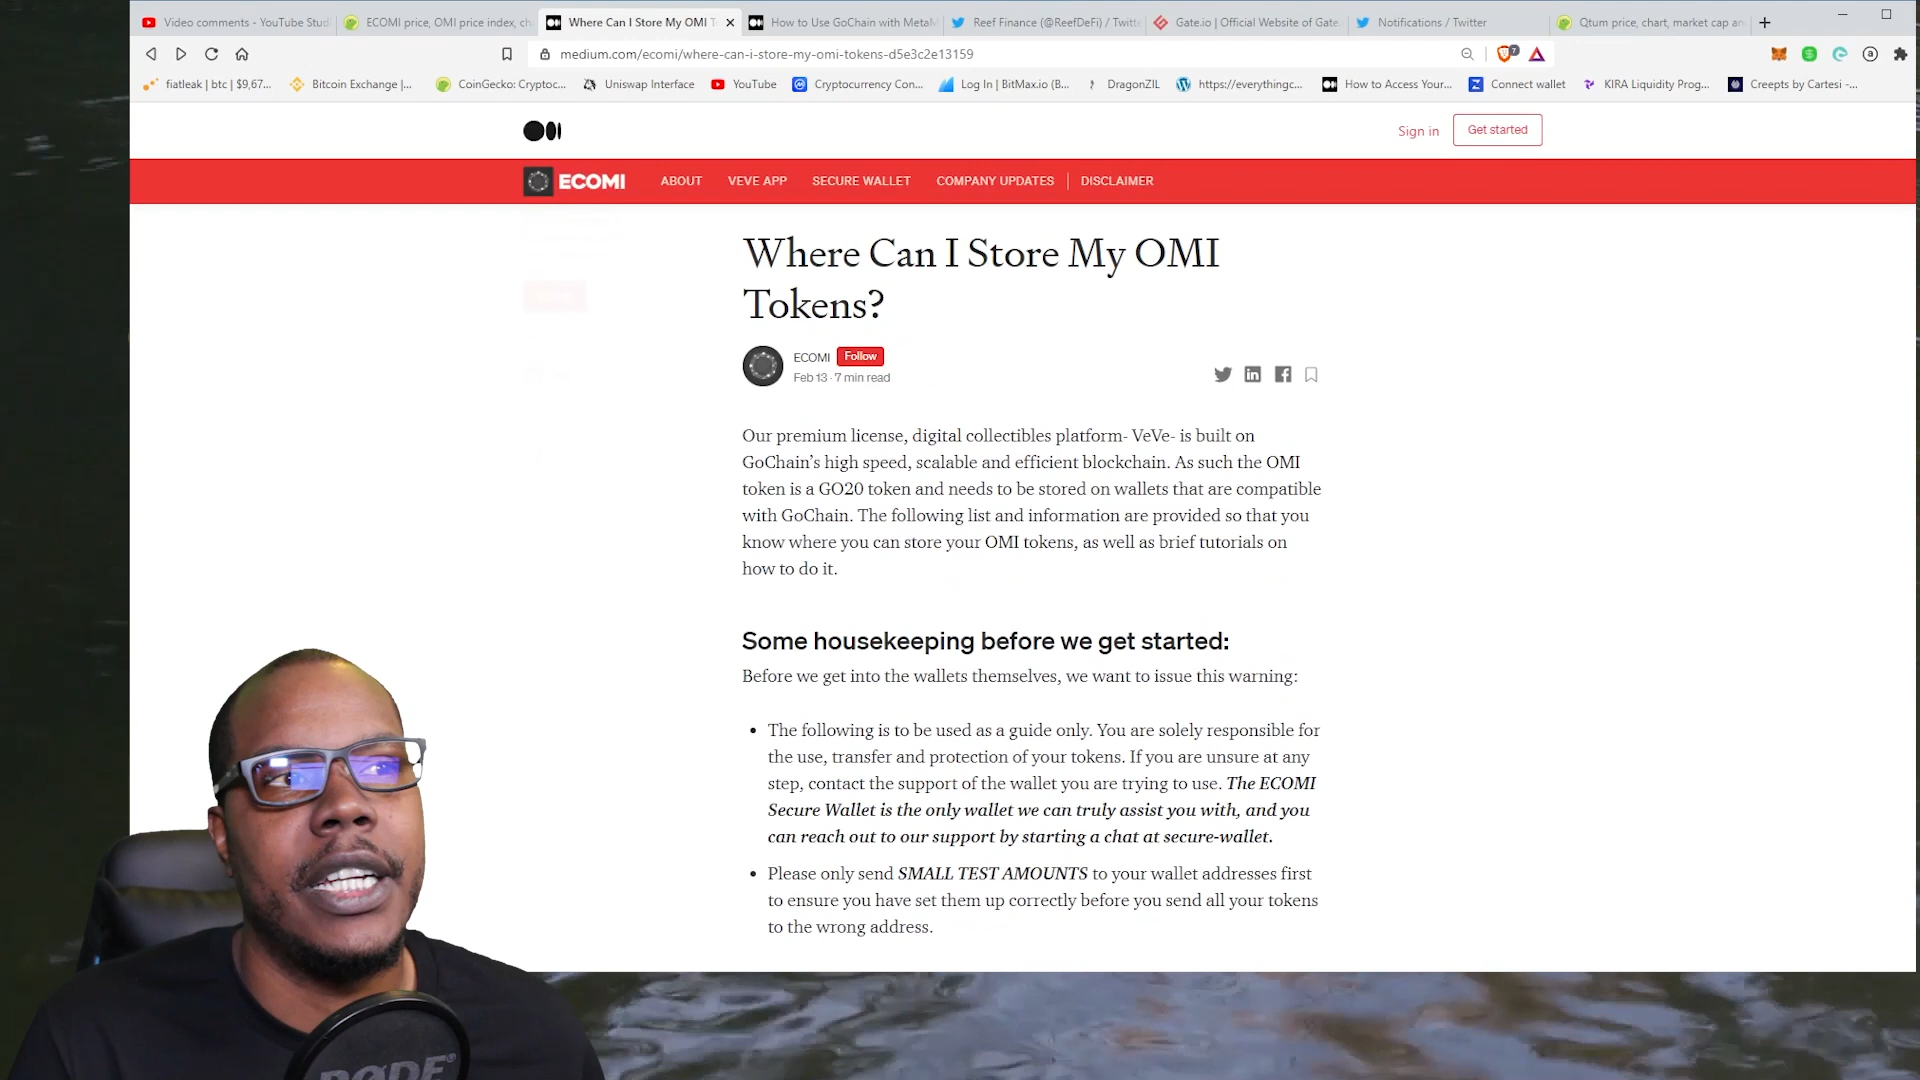 Video comments - YouTube Stud
ECOMI price, OMI price index, ch
Where Can I Store My OMI T
How to Use GoChain with MetaM
Reef Finance (@ReefDeFi) / Twitte
Gate.io | Official Website of Gate.
Notifications / Twitter
Qtum price, chart, market cap an
medium.com/ecomi/where-can-i-store-my-omi-tokens-d5e3c2e13159
7
fiatleak | btc | $9,67...
Bitcoin Exchange |...
CoinGecko: Cryptoc...
Uniswap Interface
YouTube
Cryptocurrency Con...
Log In | BitMax.io (B...
DragonZIL
https://everythingc...
How to Access Your...
Connect wallet
KIRA Liquidity Prog...
Creepts by Cartesi -...
Sign in
Get started
ECOMI
ABOUT
VEVE APP
SECURE WALLET
COMPANY UPDATES
DISCLAIMER
Where Can I Store My OMI
Tokens?
ECOMI
Follow
Feb 13 · 7 min read
Our premium license, digital collectibles platform- VeVe- is built on
GoChain’s high speed, scalable and efficient blockchain. As such the OMI
token is a GO20 token and needs to be stored on wallets that are compatible
with GoChain. The following list and information are provided so that you
know where you can store your OMI tokens, as well as brief tutorials on
how to do it.
Some housekeeping before we get started:
Before we get into the wallets themselves, we want to issue this warning:
• The following is to be used as a guide only. You are solely responsible for
the use, transfer and protection of your tokens. If you are unsure at any
step, contact the support of the wallet you are trying to use. The ECOMI
Secure Wallet is the only wallet we can truly assist you with, and you
can reach out to our support by starting a chat at secure-wallet.
• Please only send SMALL TEST AMOUNTS to your wallet addresses first
to ensure you have set them up correctly before you send all your tokens
to the wrong address.
RØDE®